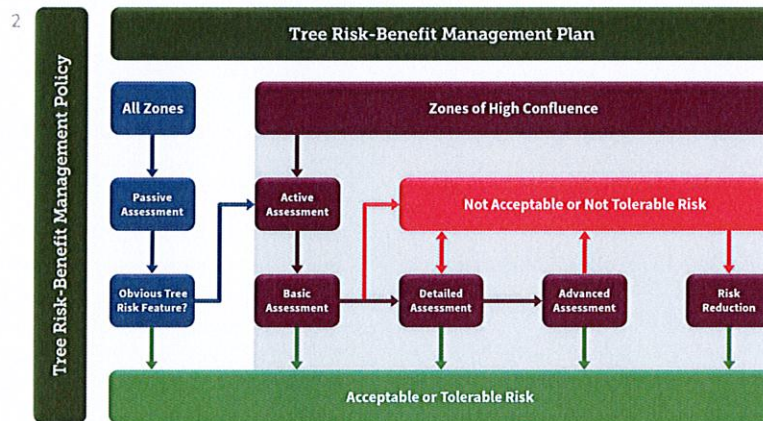 2
Tree Risk-Benefit Management Policy
Tree Risk-Benefit Management Plan
All Zones
Zones of High Confluence
Passive
Assessment
Active
Assessment
Not Acceptable or Not Tolerable Risk
Obvious Tree
Risk Feature?
Basic
Assessment
Detailed
Assessment
Advanced
Assessment
Risk
Reduction
Acceptable or Tolerable Risk